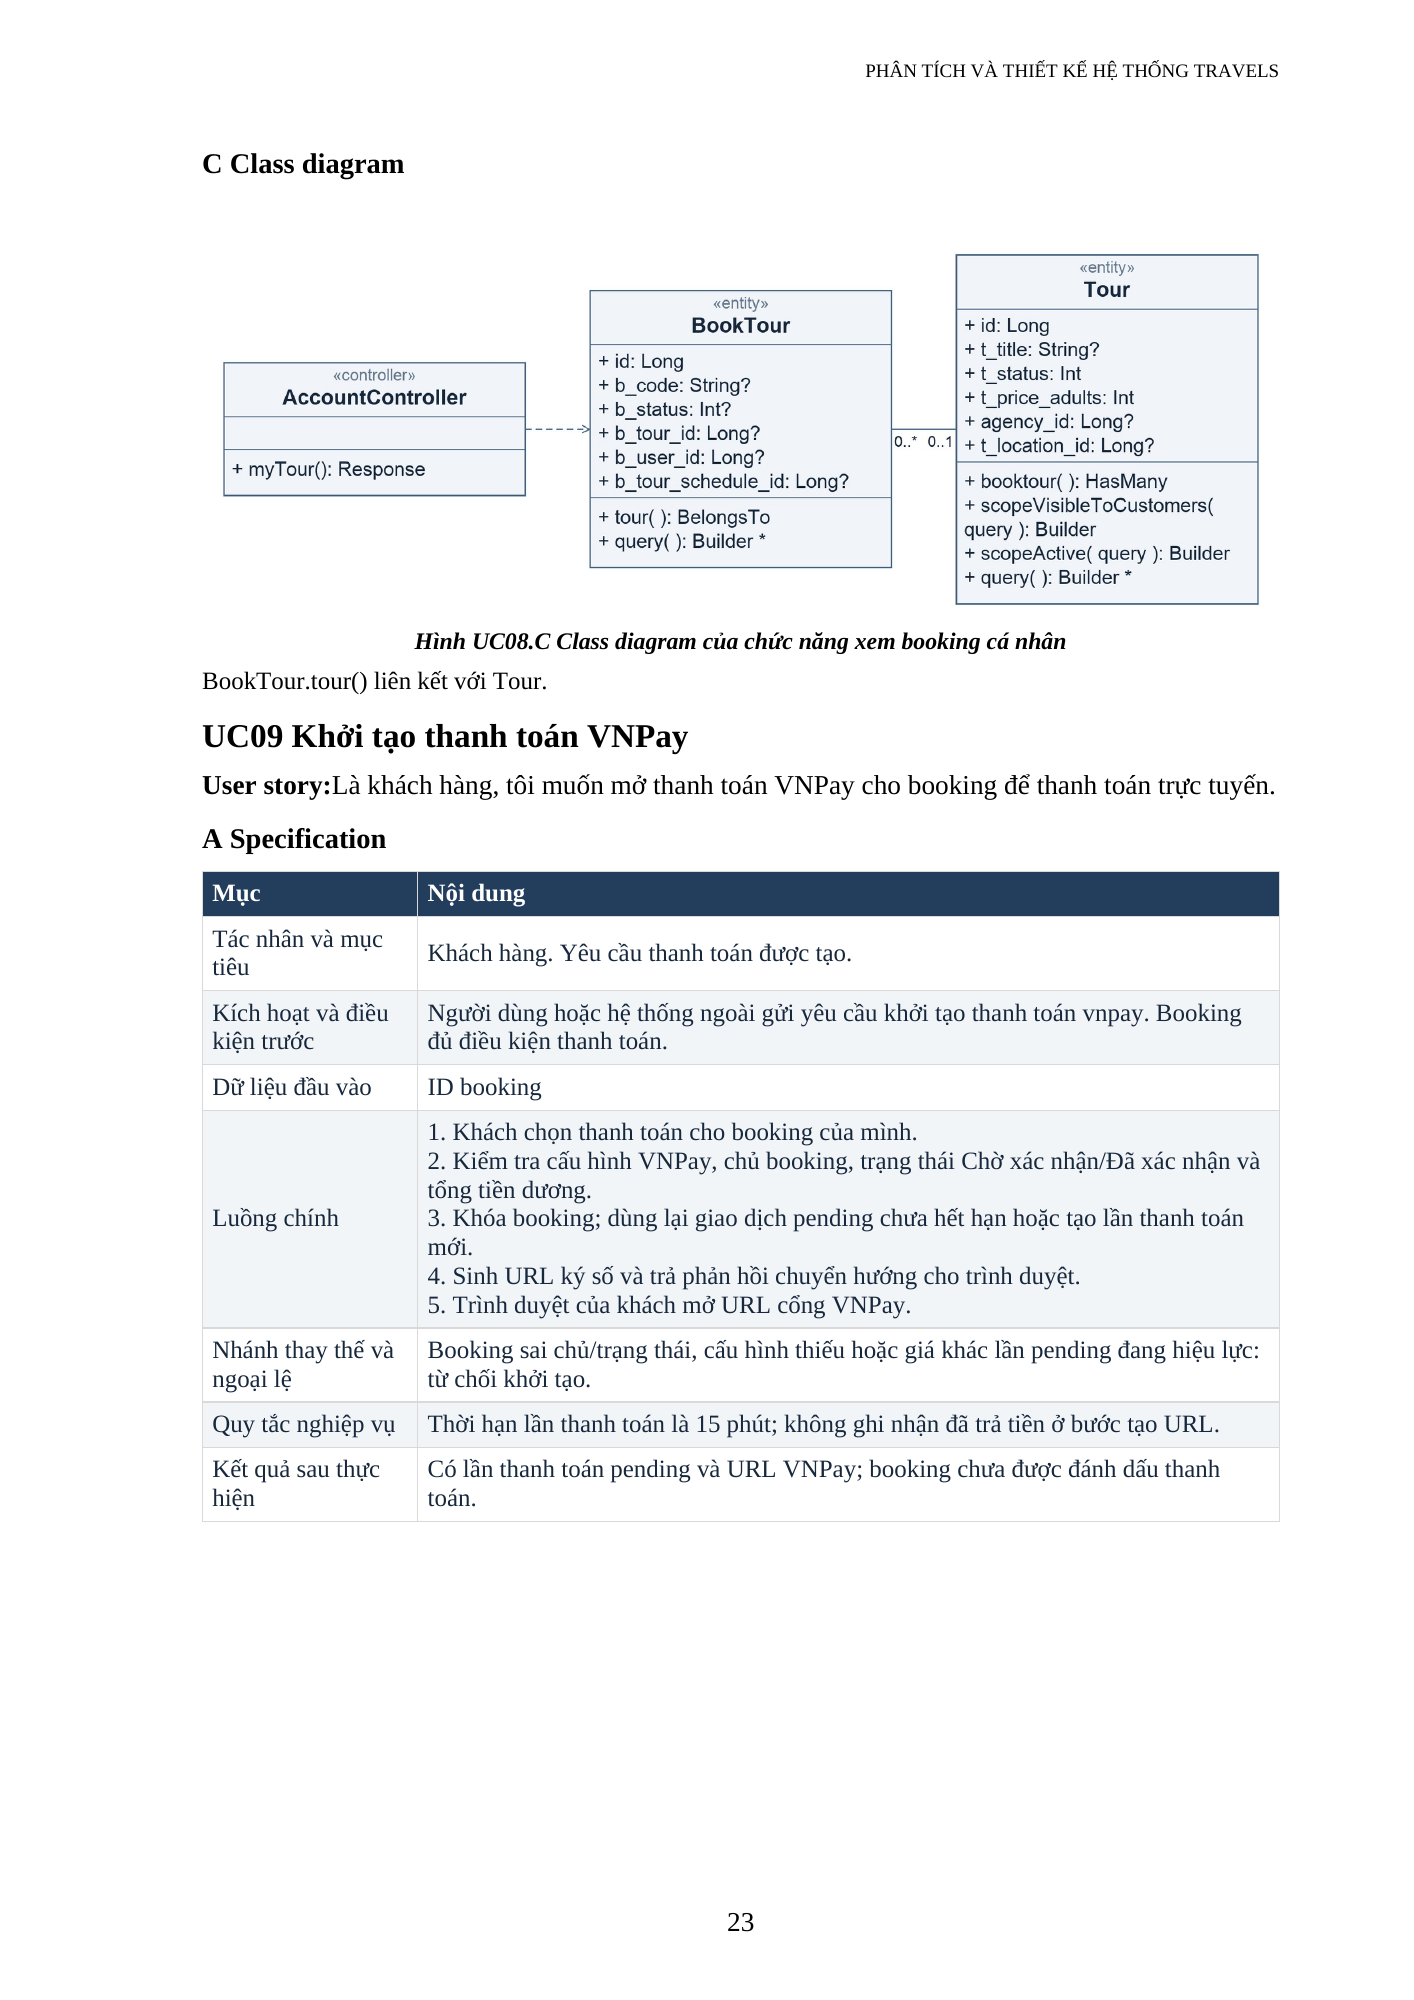 PHÂN TÍCH VÀ THIẾT KẾ HỆ THỐNG TRAVELS
C Class diagram
«controller»
AccountController
+ myTour(): Response
«entity»
BookTour
+ id: Long
+ b_code: String?
+ b_status: Int?
+ b_tour_id: Long?
+ b_user_id: Long?
+ b_tour_schedule_id: Long?
+ tour( ): BelongsTo
+ query( ): Builder *
0..* 0..1
«entity»
Tour
+ id: Long
+ t_title: String?
+ t_status: Int
+ t_price_adults: Int
+ agency_id: Long?
+ t_location_id: Long?
+ booktour( ): HasMany
+ scopeVisibleToCustomers(
query ): Builder
+ scopeActive( query ): Builder
+ query( ): Builder *
Hình UC08.C Class diagram của chức năng xem booking cá nhân
BookTour.tour() liên kết với Tour.
UC09 Khởi tạo thanh toán VNPay
User story:Là khách hàng, tôi muốn mở thanh toán VNPay cho booking để thanh toán trực tuyến.
A Specification
Mục Nội dung
Tác nhân và mục
tiêu
Khách hàng. Yêu cầu thanh toán được tạo.
Kích hoạt và điều
kiện trước
Người dùng hoặc hệ thống ngoài gửi yêu cầu khởi tạo thanh toán vnpay. Booking
đủ điều kiện thanh toán.
Dữ liệu đầu vào ID booking
Luồng chính
1. Khách chọn thanh toán cho booking của mình.
2. Kiểm tra cấu hình VNPay, chủ booking, trạng thái Chờ xác nhận/Đã xác nhận và
tổng tiền dương.
3. Khóa booking; dùng lại giao dịch pending chưa hết hạn hoặc tạo lần thanh toán
mới.
4. Sinh URL ký số và trả phản hồi chuyển hướng cho trình duyệt.
5. Trình duyệt của khách mở URL cổng VNPay.
Nhánh thay thế và
ngoại lệ
Booking sai chủ/trạng thái, cấu hình thiếu hoặc giá khác lần pending đang hiệu lực:
từ chối khởi tạo.
Quy tắc nghiệp vụ Thời hạn lần thanh toán là 15 phút; không ghi nhận đã trả tiền ở bước tạo URL.
Kết quả sau thực
hiện
Có lần thanh toán pending và URL VNPay; booking chưa được đánh dấu thanh
toán.
23